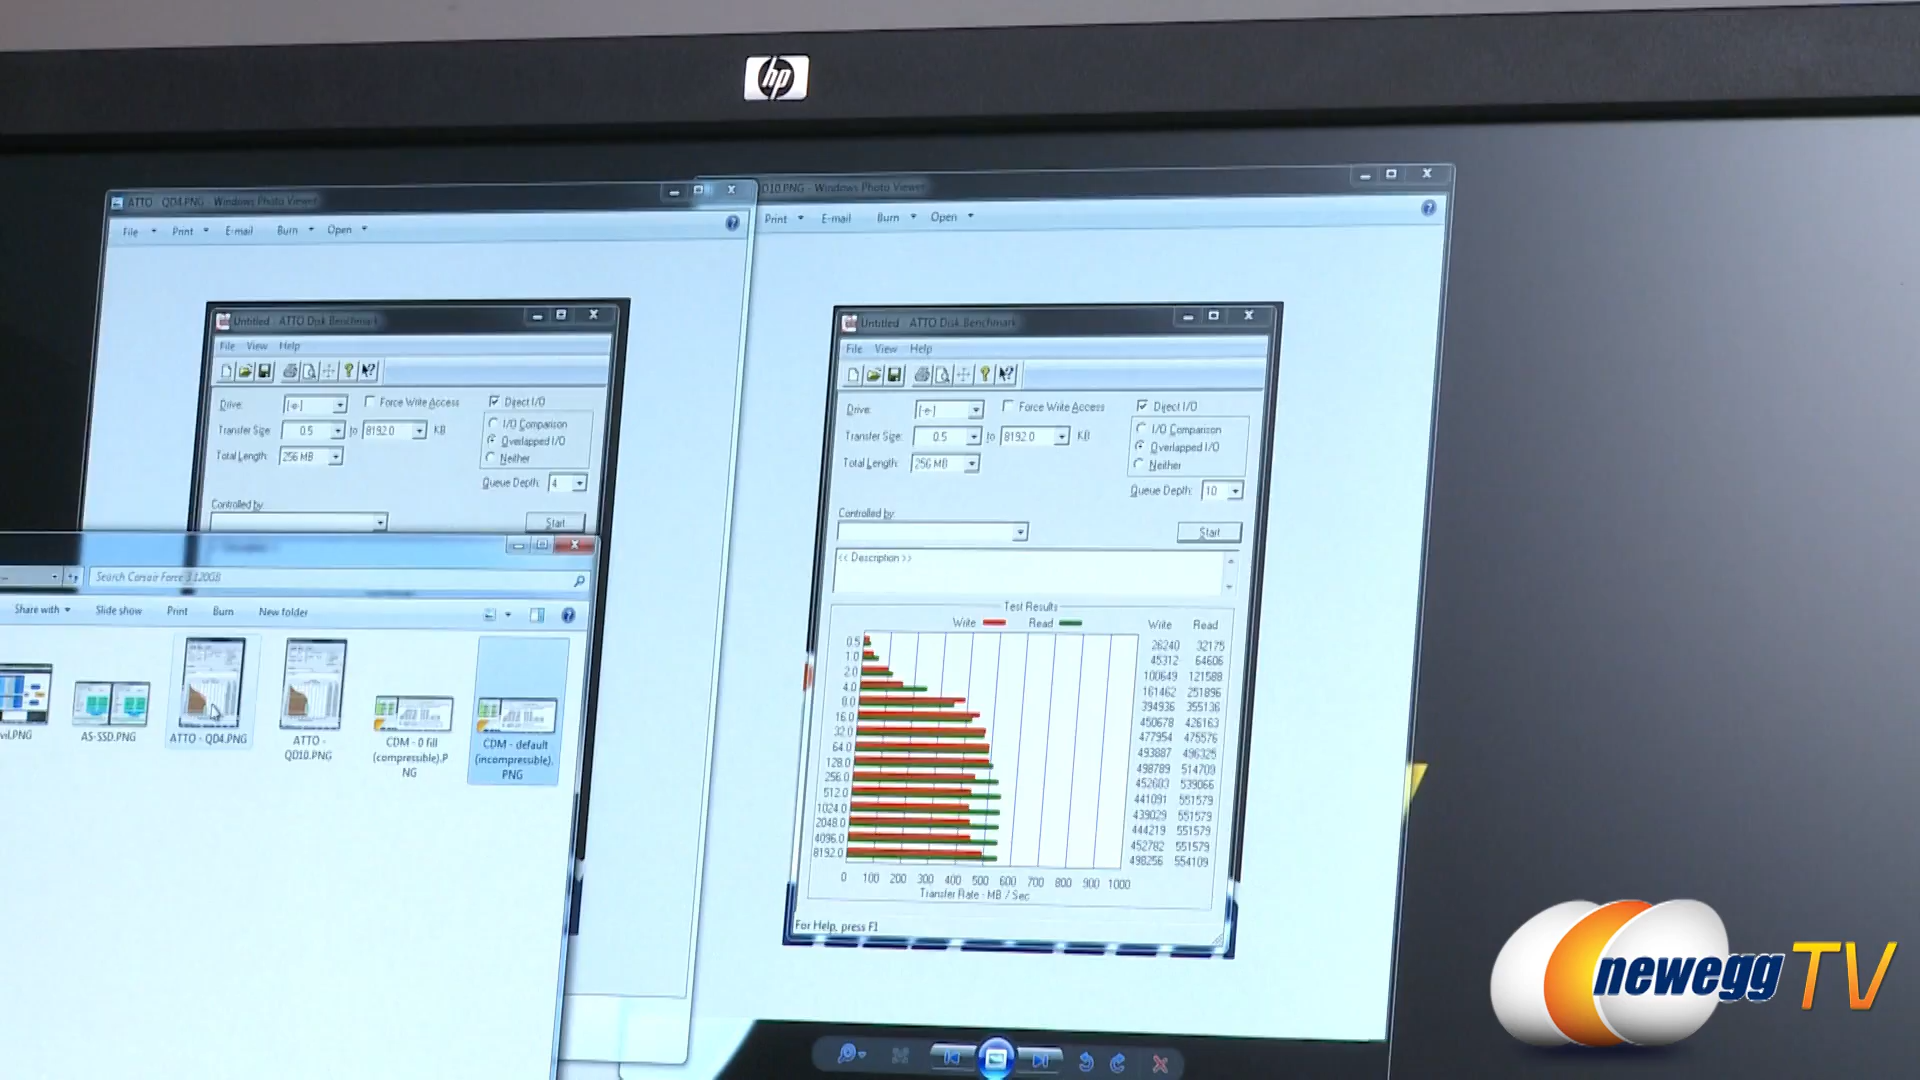 hp
ATTO - QD4.PNG - Windows Photo Viewer
File Print E-mail Burn Open
Untitled - ATTO Disk Benchmark
File View Help
Drive: [-e-] Force Write Access Direct I/O
Transfer Size: 0.5 to 8192.0 KB I/O Comparison
Overlapped I/O
Total Length: 256 MB Neither
Queue Depth: 4
Controlled by
Start
D10.PNG - Windows Photo Viewer
Print E-mail Burn Open
Untitled - ATTO Disk Benchmark
File View Help
Drive: [-e-] Force Write Access Direct I/O
I/O Comparison
Transfer Size: 0.5 to 8192.0 KB Overlapped I/O
Total Length: 256 MB Neither
Queue Depth: 10
Controlled by
Start
<< Description >>
Test Results
Write Read Write Read
0.5 26240 32175
1.0 45312 64606
2.0 100649 121588
4.0 161462 251896
8.0 394936 355136
16.0 450678 426163
32.0 477954 475576
64.0 493887 496325
128.0 498789 514709
256.0 452683 539066
512.0 441091 551579
1024.0 439029 551579
2048.0 444219 551579
4096.0 452782 551579
8192.0 498256 554109
0 100 200 300 400 500 600 700 800 900 1000
Transfer Rate - MB / Sec
For Help, press F1
Search Corsair Force 3 120GB
Share with Slide show Print Burn New folder
AS-SSD.PNG
ATTO - QD4.PNG
ATTO -
QD10.PNG
CDM - 0 fill
(compressible).P
NG
CDM - default
(incompressible).
PNG
newegg TV